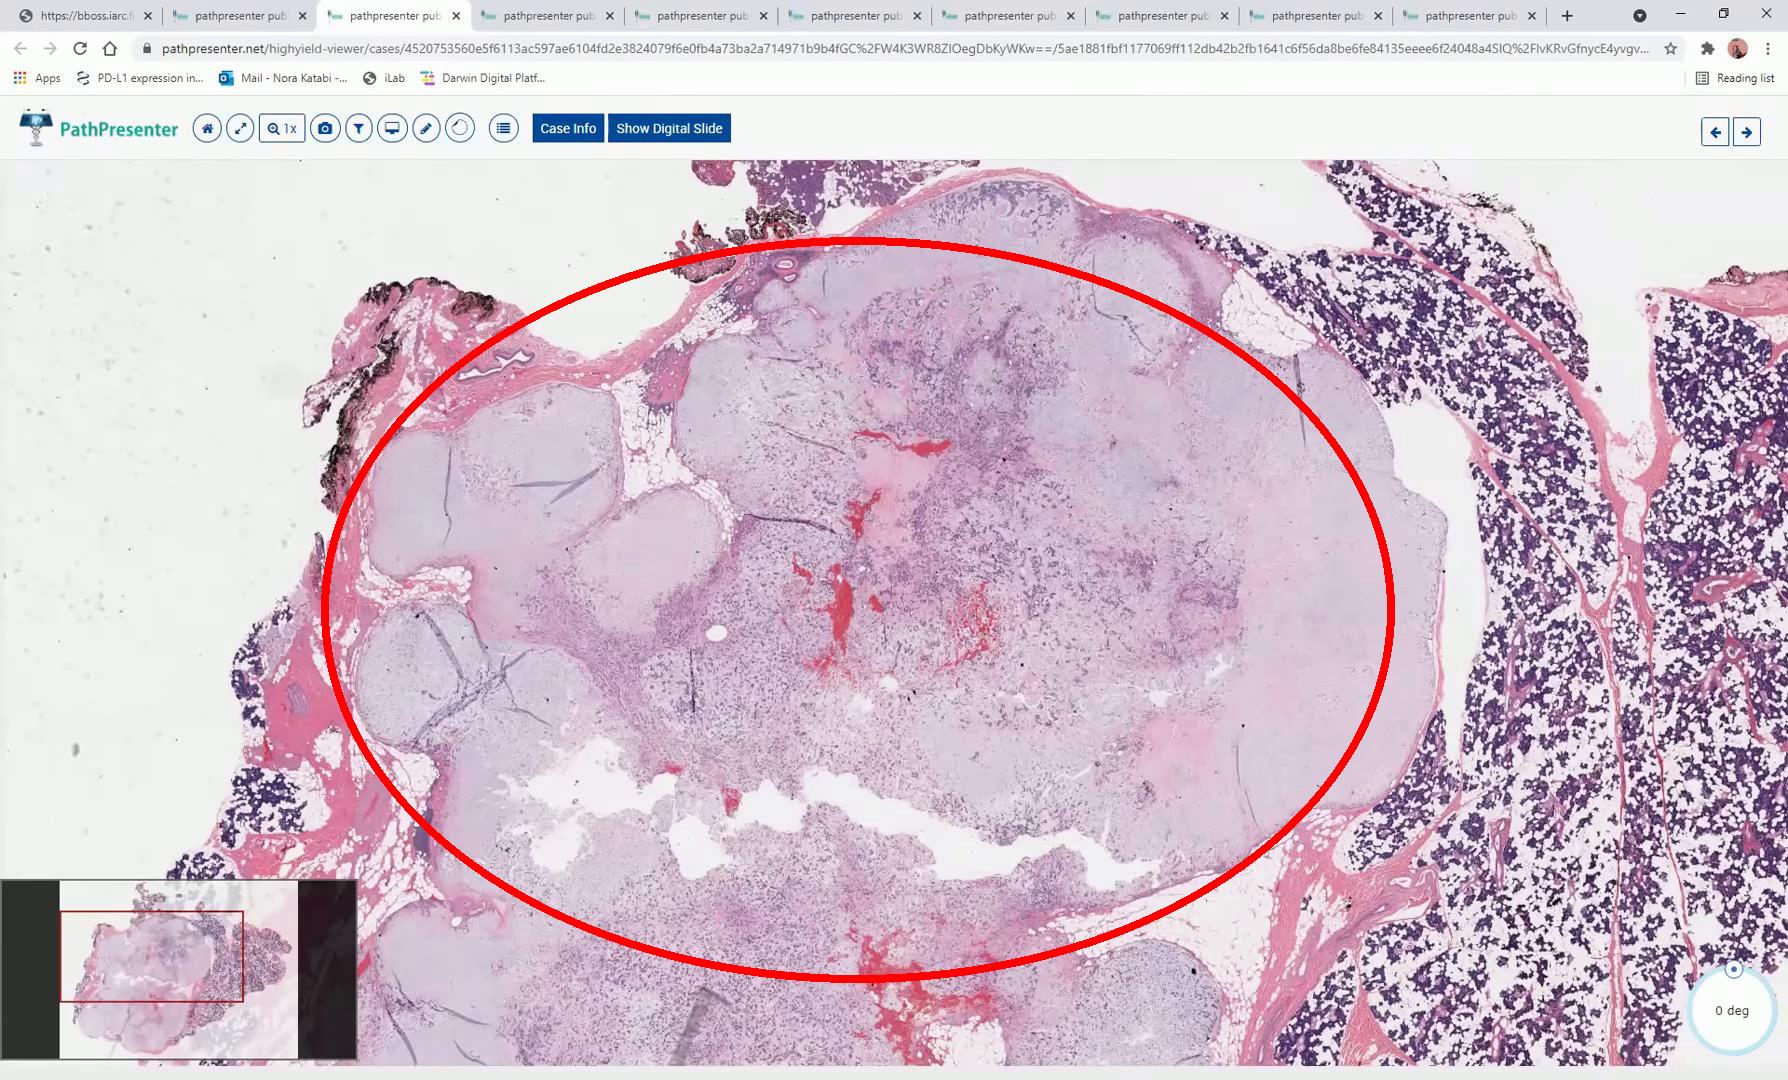 https://bboss.iarc.fi
pathpresenter pub
pathpresenter pub
pathpresenter pub
pathpresenter pub
pathpresenter pub
pathpresenter pub
pathpresenter pub
pathpresenter pub
pathpresenter pub
pathpresenter.net/highyield-viewer/cases/4520753560e5f6113ac597ae6104fd2e3824079f6e0fb4a73ba2a714971b9b4fGC%2FW4K3WR8ZlOegDbKyWKw==/5ae1881fbf1177069ff112db42b2fb1641c6f56da8be6fe84135eeee6f24048a4SIQ%2FlvKRvGfnycE4yvgv...
Apps PD-L1 expression in... Mail - Nora Katabi -... iLab Darwin Digital Platf... Reading list
PathPresenter 1x Case Info Show Digital Slide
0 deg